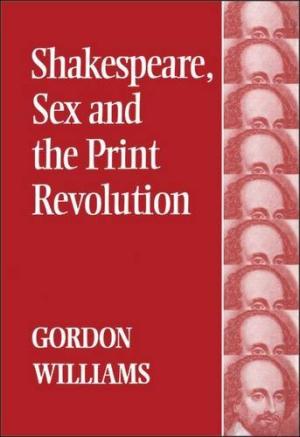 Shakespeare,
Sex and
the Print
Revolution
GORDON
WILLIAMS